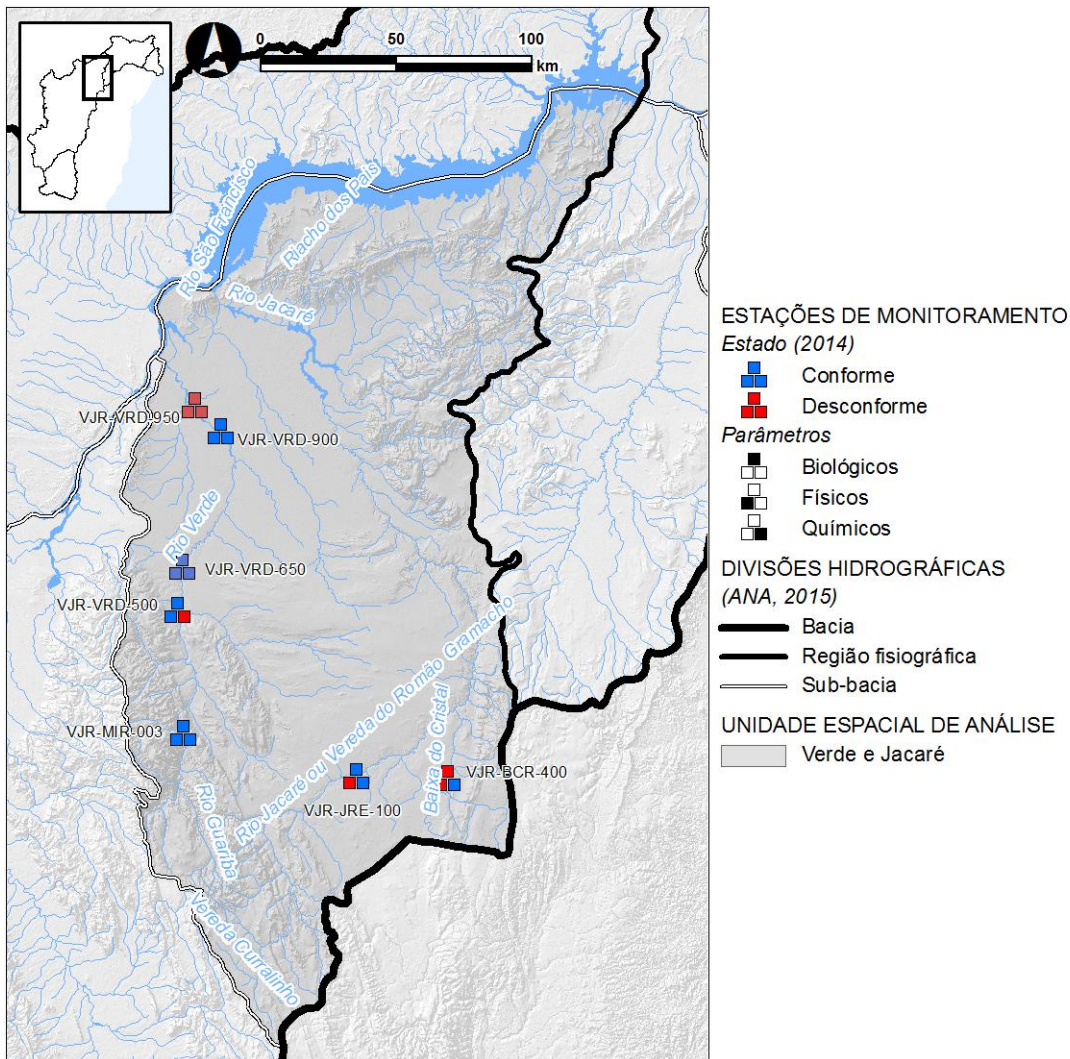 0 50 100
km
Rio São Francisco
Riacho dos Pais
Rio Jacaré
VJR-VRD-950
VJR-VRD-900
Rio Verde
VJR-VRD-650
VJR-VRD-500
VJR-MIR-003
Rio Jacaré ou Vereda do Romão Gramacho
Baixa do Cristal
VJR-BCR-400
VJR-JRE-100
Rio Guariba
Vereda Curralinho
ESTAÇÕES DE MONITORAMENTO
Estado (2014)
Conforme
Desconforme
Parâmetros
Biológicos
Físicos
Químicos
DIVISÕES HIDROGRÁFICAS
(ANA, 2015)
Bacia
Região fisiográfica
Sub-bacia
UNIDADE ESPACIAL DE ANÁLISE
Verde e Jacaré